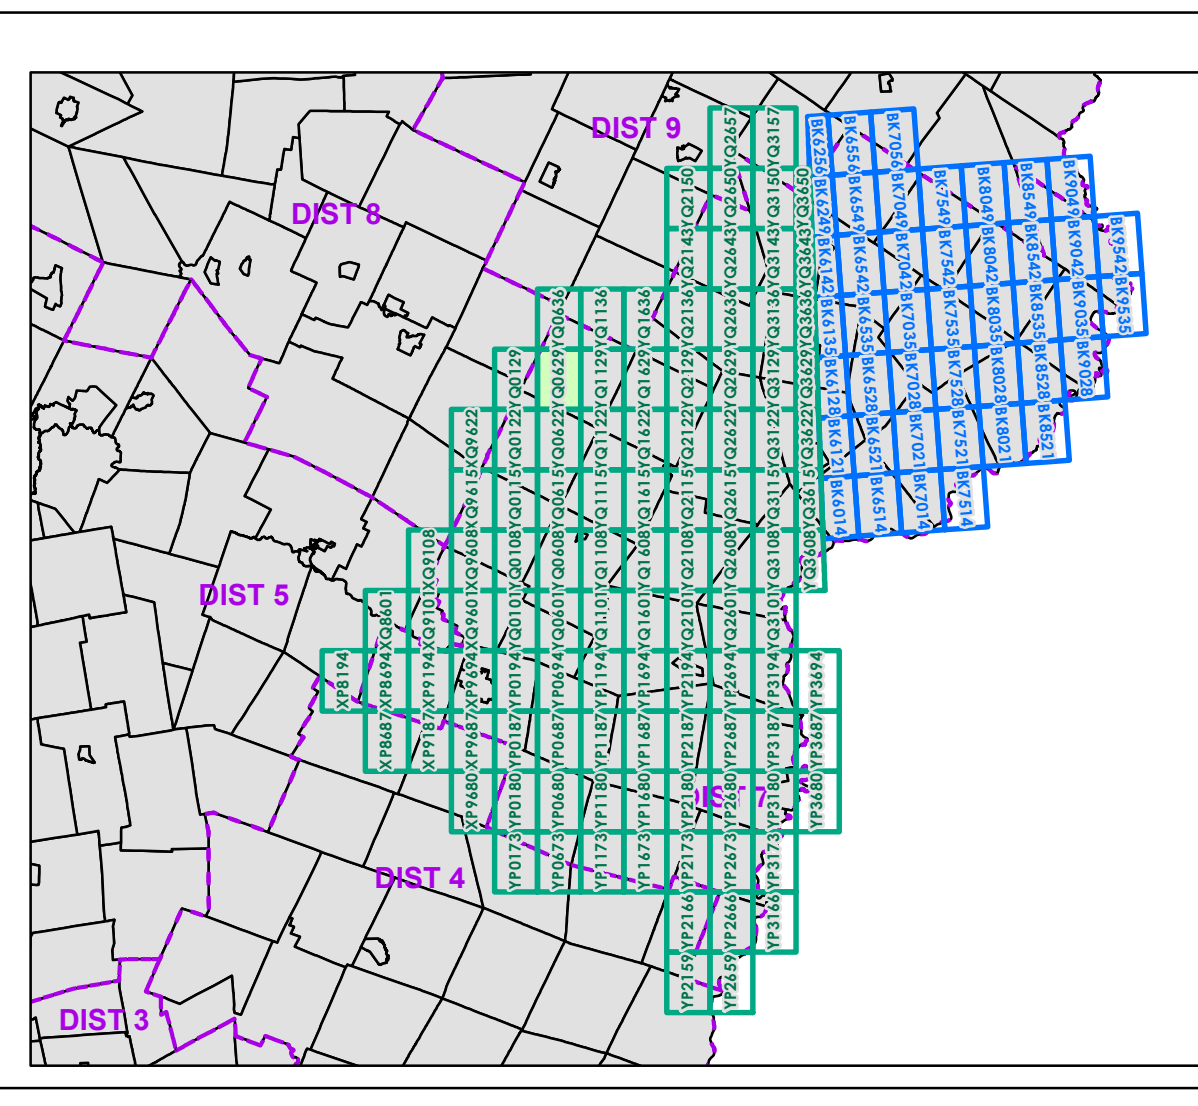 DIST 9
DIST 8
DIST 5
DIST 7
DIST 4
DIST 3
YQ2657 YQ3157
YQ2150 YQ2650 YQ3150 YQ3650
YQ2143 YQ2643 YQ3143 YQ3643
YQ0636 YQ1136 YQ1636 YQ2136 YQ2636 YQ3136 YQ3636
YQ0129 YQ0629 YQ1129 YQ1629 YQ2129 YQ2629 YQ3129 YQ3629
XQ9622 YQ0122 YQ0622 YQ1122 YQ1622 YQ2122 YQ2622 YQ3122 YQ3622
XQ9615 YQ0115 YQ0615 YQ1115 YQ1615 YQ2115 YQ2615 YQ3115 YQ3615
XQ9108 XQ9608 YQ0108 YQ0608 YQ1108 YQ1608 YQ2108 YQ2608 YQ3108 YQ3608
XQ8601 XQ9101 XQ9601 YQ0101 YQ0601 YQ1101 YQ1601 YQ2101 YQ2601 YQ3101
XP8194 XP8694 XP9194 XP9694 YP0194 YP0694 YP1194 YP1694 YP2194 YP2694 YP3194 YP3694
XP8687 XP9187 XP9687 YP0187 YP0687 YP1187 YP1687 YP2187 YP2687 YP3187 YP3687
XP9680 YP0180 YP0680 YP1180 YP1680 YP2180 YP2680 YP3180 YP3680
YP0173 YP0673 YP1173 YP1673 YP2173 YP2673 YP3173
YP2166 YP2666 YP3166
YP2159 YP2659
BK6256 BK6556 BK7056
BK6249 BK6549 BK7049 BK7549 BK8049 BK8549 BK9049
BK6142 BK6542 BK7042 BK7542 BK8042 BK8542 BK9042 BK9542
BK6135 BK6535 BK7035 BK7535 BK8035 BK8535 BK9035 BK9535
BK6128 BK6528 BK7028 BK7528 BK8028 BK8528 BK9028
BK6121 BK6521 BK7021 BK7521 BK8021 BK8521
BK6014 BK6514 BK7014 BK7514